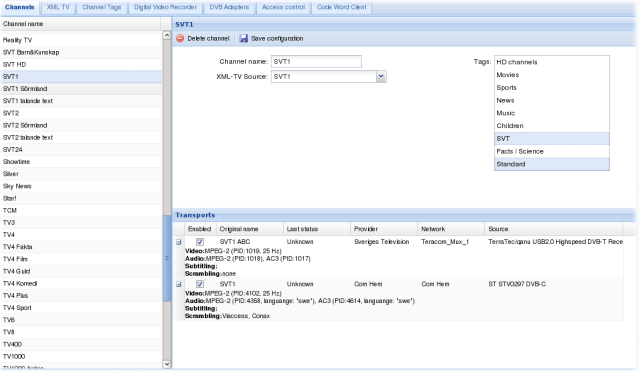 Channels XML TV Channel Tags Digital Video Recorder DVB Adapters Access control Code Word Client
Channel name
Reality TV
SVT Barn&Kunskap
SVT HD
SVT1
SVT1 Sörmland
SVT1 talande text
SVT2
SVT2 Sörmland
SVT2 talande text
SVT24
Showtime
Silver
Sky News
Star!
TCM
TV3
TV4
TV4 Fakta
TV4 Film
TV4 Guld
TV4 Komedi
TV4 Plus
TV4 Sport
TV6
TV8
TV400
TV1000
SVT1
Delete channel Save configuration
Channel name: SVT1
XML-TV Source: SVT1
Tags:
HD channels
Movies
Sports
News
Music
Children
SVT
Facts / Science
Standard
Transports
Enabled Original name Last status Provider Network Source
SVT1 ABC Unknown Sveriges Television Teracom_Mux_1 TerraTec/qanu USB2.0 Highspeed DVB-T Rece
Video:MPEG-2 (PID:1019, 25 Hz)
Audio:MPEG-2 (PID:1018), AC3 (PID:1017)
Subtitling:
Scrambling:none
SVT1 Unknown Com Hem Com Hem ST STV0297 DVB-C
Video:MPEG-2 (PID:4102, 25 Hz)
Audio:MPEG-2 (PID:4358, languange: "swe"), AC3 (PID:4614, languange: "swe")
Subtitling:
Scrambling:Viaccess, Conax